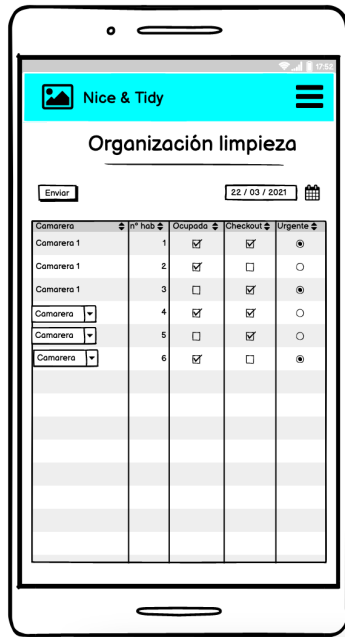 17:52
Nice & Tidy
Organización limpieza
Enviar 22 / 03 / 2021
Camarera nº hab Ocupada Checkout Urgente
Camarera 1 1
Camarera 1 2
Camarera 1 3
Camarera 4
Camarera 5
Camarera 6